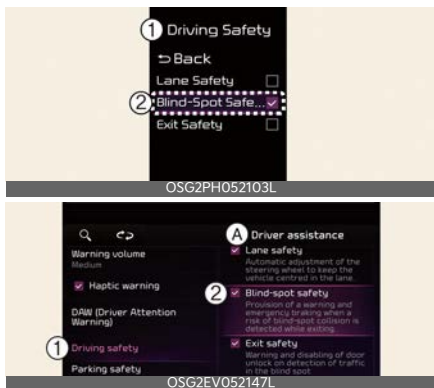 ① Driving Safety
⮌ Back
Lane Safety
② Blind-Spot Safe...
Exit Safety
OSG2PH052103L
Ⓐ Driver assistance
Warning volume
Medium
Haptic warning
DAW (Driver Attention
Warning)
① Driving safety
Parking safety
Lane safety
Automatic adjustment of the
steering wheel to keep the
vehicle centred in the lane.
② Blind-spot safety
Provision of a warning and
emergency braking when a
risk of blind-spot collision is
detected while exiting.
Exit safety
Warning and disabling of door
unlock on detection of traffic
in the blind spot
OSG2EV052147L